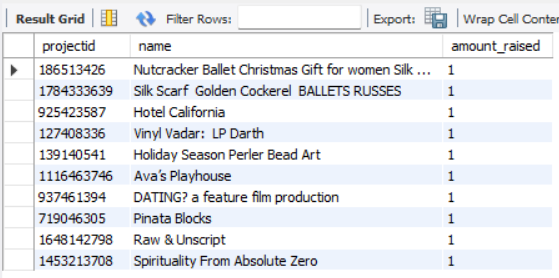 Result Grid Filter Rows: Export: Wrap Cell Conte
projectid name amount_raised
186513426 Nutcracker Ballet Christmas Gift for women Silk ... 1
1784333639 Silk Scarf Golden Cockerel BALLETS RUSSES 1
925423587 Hotel California 1
127408336 Vinyl Vadar: LP Darth 1
139140541 Holiday Season Perler Bead Art 1
1116463746 Ava's Playhouse 1
937461394 DATING? a feature film production 1
719046305 Pinata Blocks 1
1648142798 Raw & Unscript 1
1453213708 Spirituality From Absolute Zero 1